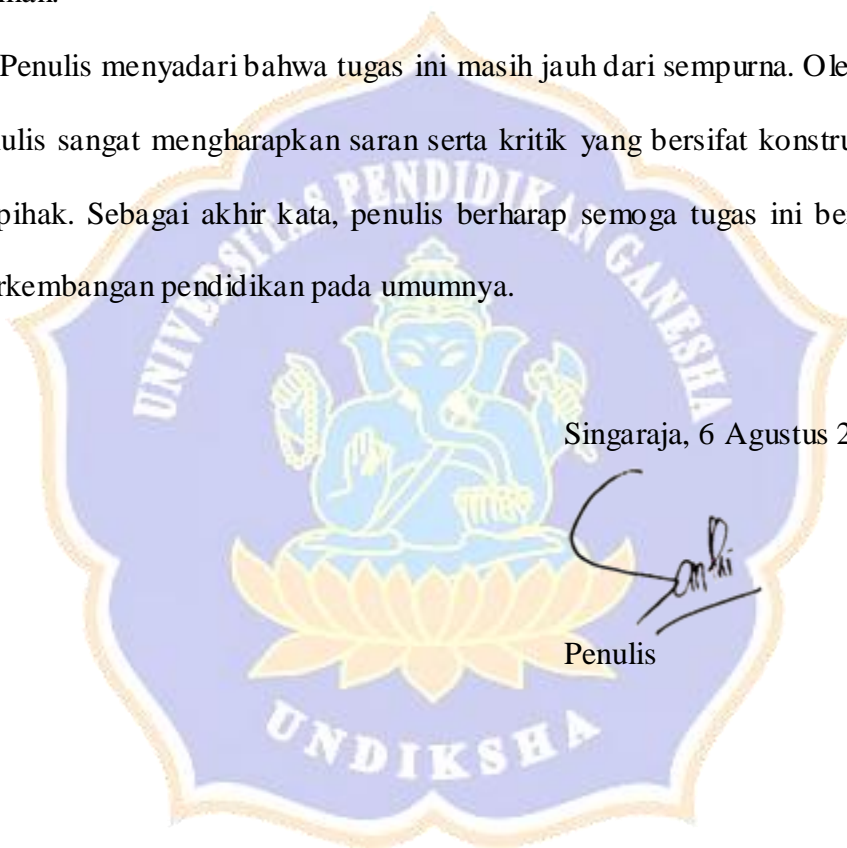 Penulis menyadari bahwa tugas ini masih jauh dari sempurna. Ole
ulis sangat mengharapkan saran serta kritik yang bersifat konstru
pihak. Sebagai akhir kata, penulis berharap semoga tugas ini be
rkembangan pendidikan pada umumnya.
UNIVERSITAS PENDIDIKAN GANESHA
Singaraja, 6 Agustus 2
Penulis
UNDIKSHA